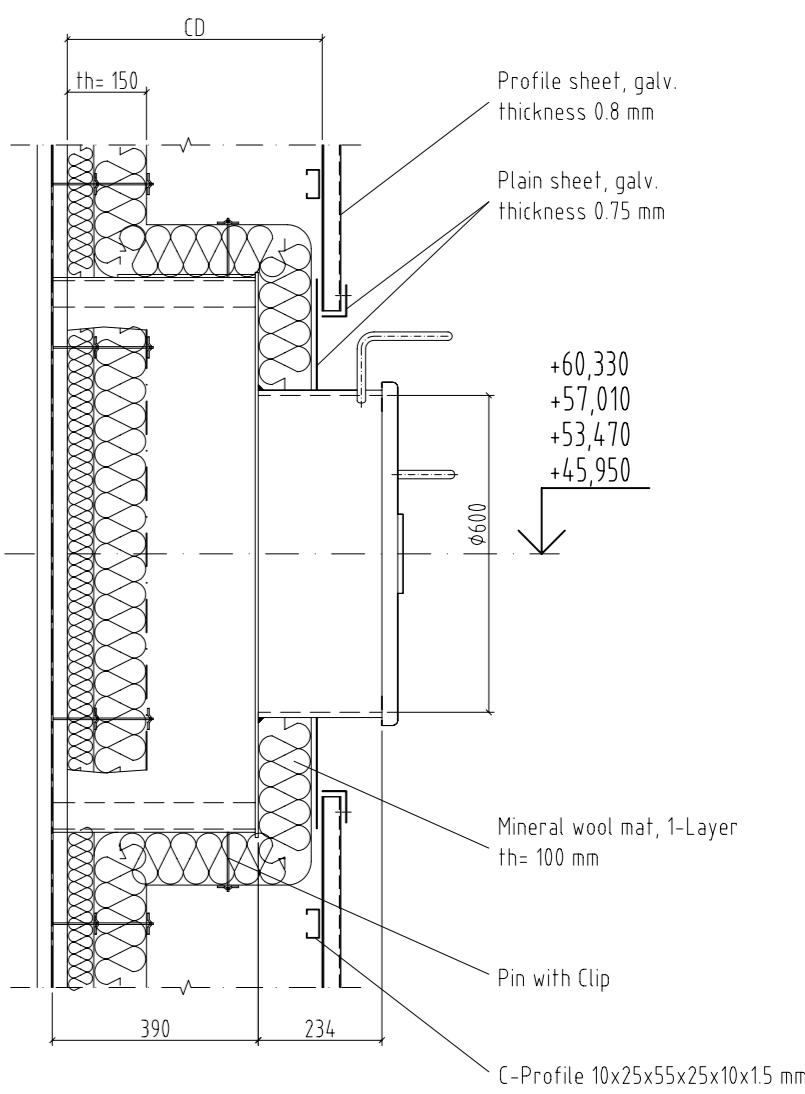 CD
th= 150
Profile sheet, galv.
thickness 0.8 mm
Plain sheet, galv.
thickness 0.75 mm
+60,330
+57,010
+53,470
+45,950
⌀600
Mineral wool mat, 1-Layer
th= 100 mm
Pin with Clip
390
234
C-Profile 10x25x55x25x10x1.5 mm